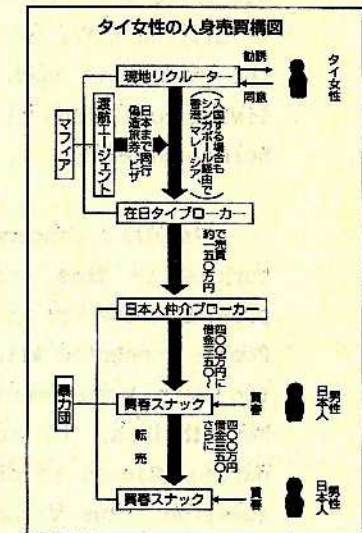 タイ女性の人身売買構図
現地リクルーター
勧誘
同意
タイ女性
マフィア
渡航エージェント
日本まで同行
偽造旅券、ビザ
(香港、マレーシア、
シンガポール経由で
入国する場合も)
在日タイブローカー
約一五〇万円
で売買
日本人仲介ブローカー
借金三五〇～
四〇〇万円に
暴力団
買春スナック
買春
日本人
男性
転売
さらに
借金三五〇～
四〇〇万円
買春スナック
買春
日本人
男性